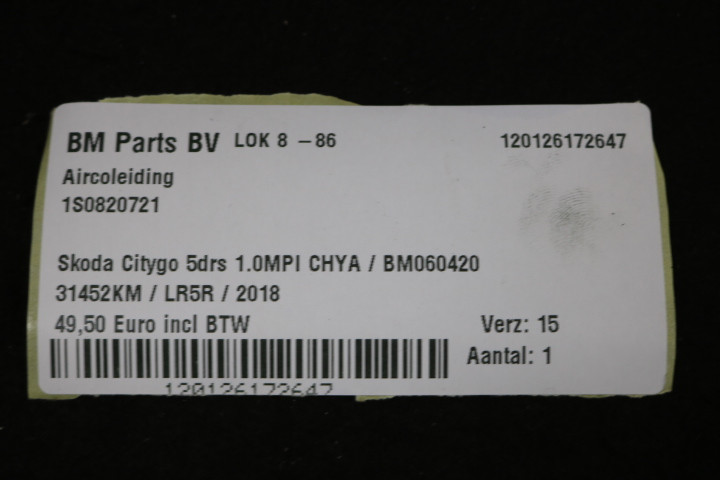 BM Parts BV LOK 8 -86 120126172647
Aircoleiding
1S0820721
Skoda Citygo 5drs 1.0MPI CHYA / BM060420
31452KM / LR5R / 2018
49,50 Euro incl BTW Verz: 15
Aantal: 1
120126172647